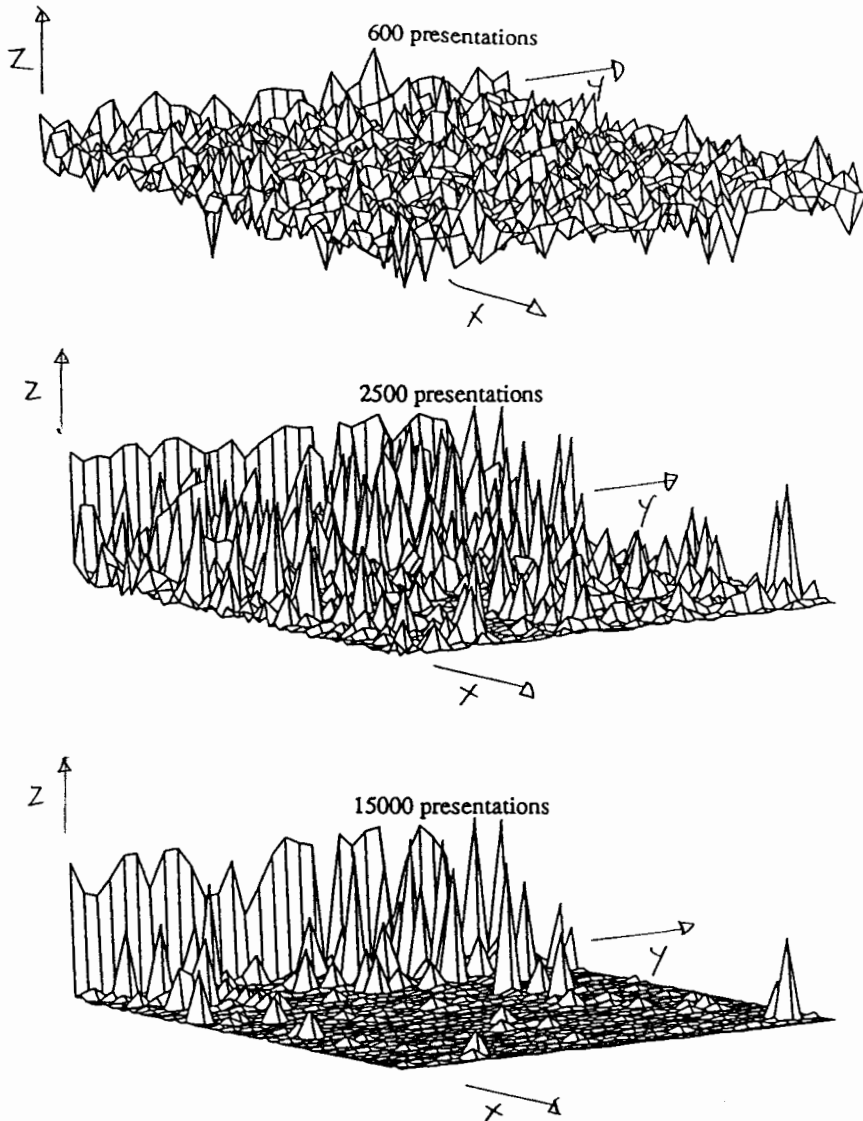 600 presentations
Z
Y
X
2500 presentations
Z
Y
X
15000 presentations
Z
Y
X